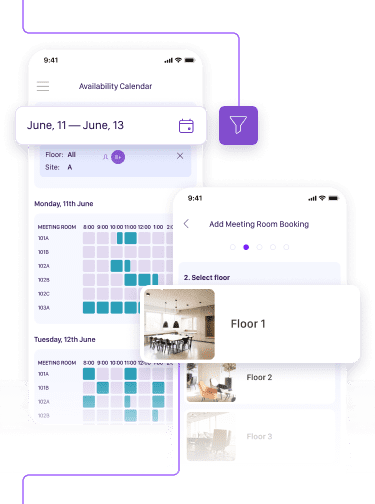 9:41
Availability Calendar
June, 11 — June, 13
Floor: All
8+
Site: A
Monday, 11th June
MEETING ROOM 8:00 9:00 10:00 11:00 12:00 1:00
101A
101B
102A
102B
102C
103A
Tuesday, 12th June
MEETING ROOM 8:00 9:00 10:00 11:00 12:00 1:00 2:00
101A
101B
102A
102B
9:41
Add Meeting Room Booking
2. Select floor
Floor 1
Floor 2
Floor 3